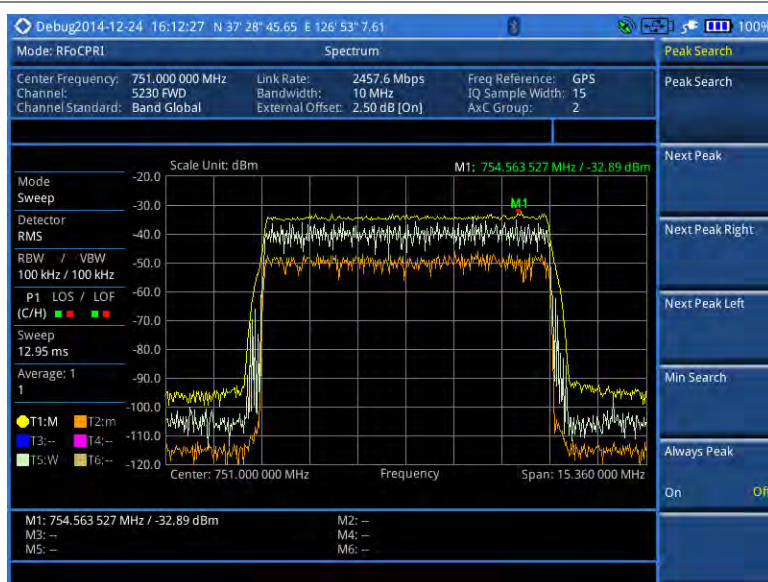 Debug2014-12-24 16:12:27 N 37° 28" 45.65 E 126° 53" 7.61 100%
Mode: RFoCPRI Spectrum Peak Search
Center Frequency: 751.000 000 MHz Link Rate: 2457.6 Mbps Freq Reference: GPS
Channel: 5230 FWD Bandwidth: 10 MHz IQ Sample Width: 15
Channel Standard: Band Global External Offset: 2.50 dB [On] AxC Group: 2
Peak Search
Scale Unit: dBm M1: 754.563 527 MHz / -32.89 dBm
Next Peak
Mode
Sweep
Detector
RMS
RBW / VBW
100 kHz / 100 kHz
P1 LOS / LOF
(C/H)
Sweep
12.95 ms
Average: 1
1
T1:M T2:m
T3:-- T4:--
T5:W T6:--
-20.0
-30.0
-40.0
-50.0
-60.0
-70.0
-80.0
-90.0
-100.0
-110.0
-120.0
M1
Center: 751.000 000 MHz Frequency Span: 15.360 000 MHz
Next Peak Right
Next Peak Left
Min Search
Always Peak
On Off
M1: 754.563 527 MHz / -32.89 dBm M2: --
M3: -- M4: --
M5: -- M6: --